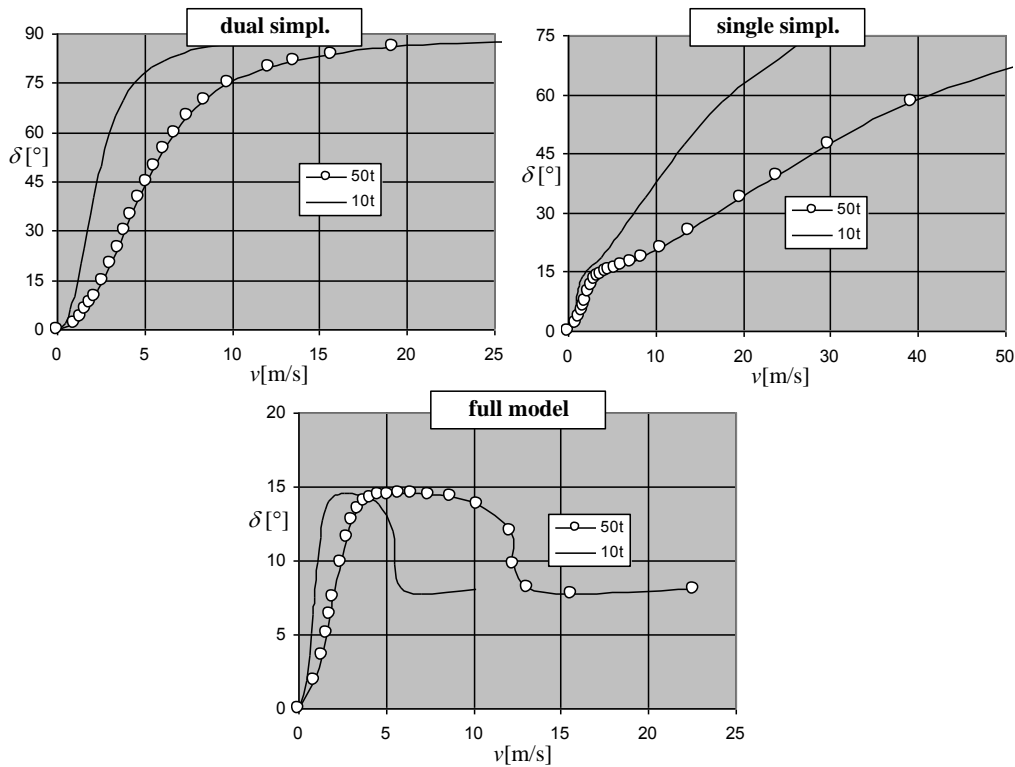 dual simpl.
90
75
60
δ [°]
45
30
15
0
50t
10t
0 5 10 15 20 25
v[m/s]
single simpl.
75
60
45
δ [°]
30
15
0
50t
10t
0 10 20 30 40 50
v[m/s]
full model
20
15
δ [°]
10
5
0
50t
10t
0 5 10 15 20 25
v[m/s]